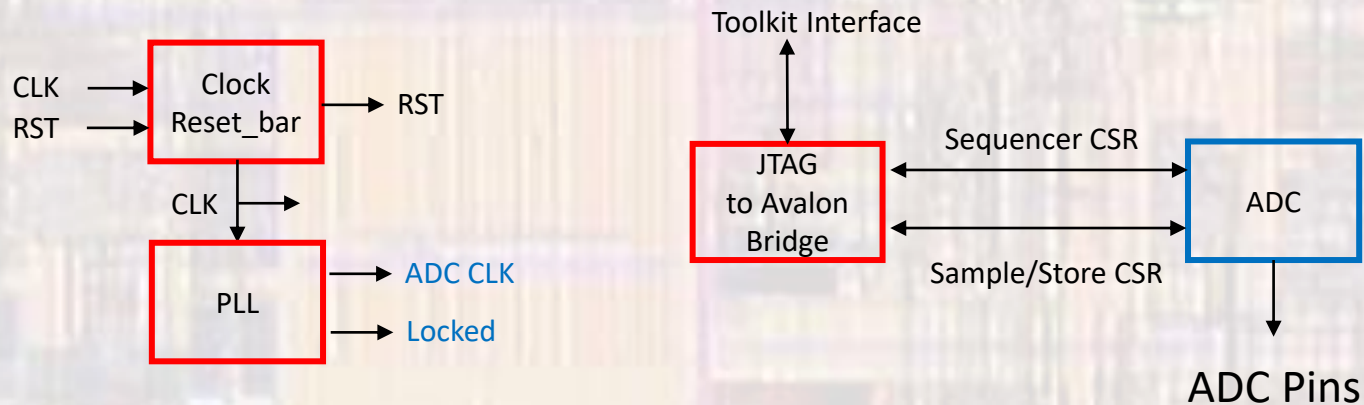 CLK
RST
Clock
Reset_bar
RST
CLK
PLL
ADC CLK
Locked
Toolkit Interface
JTAG
to Avalon
Bridge
Sequencer CSR
Sample/Store CSR
ADC
ADC Pins